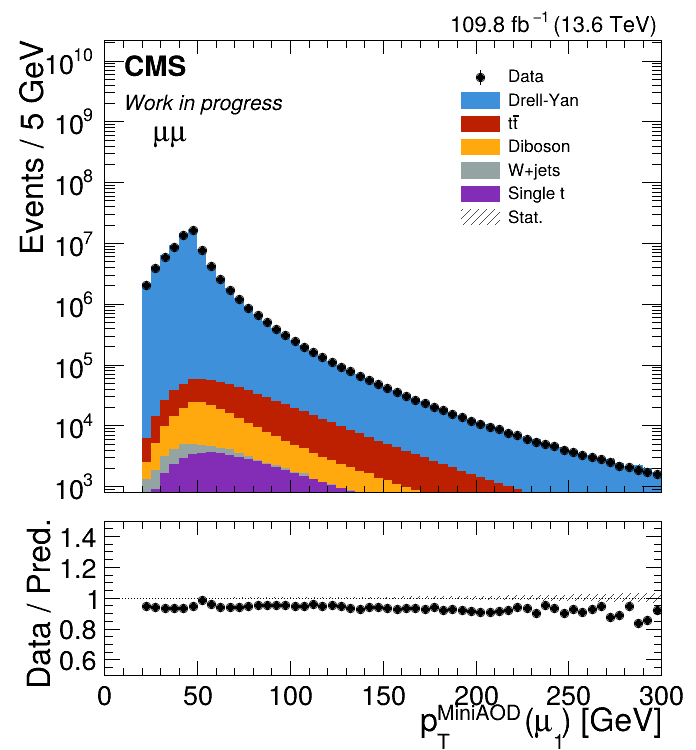 109.8 fb⁻¹ (13.6 TeV)
CMS
Work in progress
μμ
Data
Drell-Yan
tt̄
Diboson
W+jets
Single t
Stat.
Events / 5 GeV
10¹⁰
10⁹
10⁸
10⁷
10⁶
10⁵
10⁴
10³
Data / Pred.
1.4
1.2
1
0.8
0.6
0 50 100 150 200 250 300
p_T^MiniAOD (μ₁) [GeV]